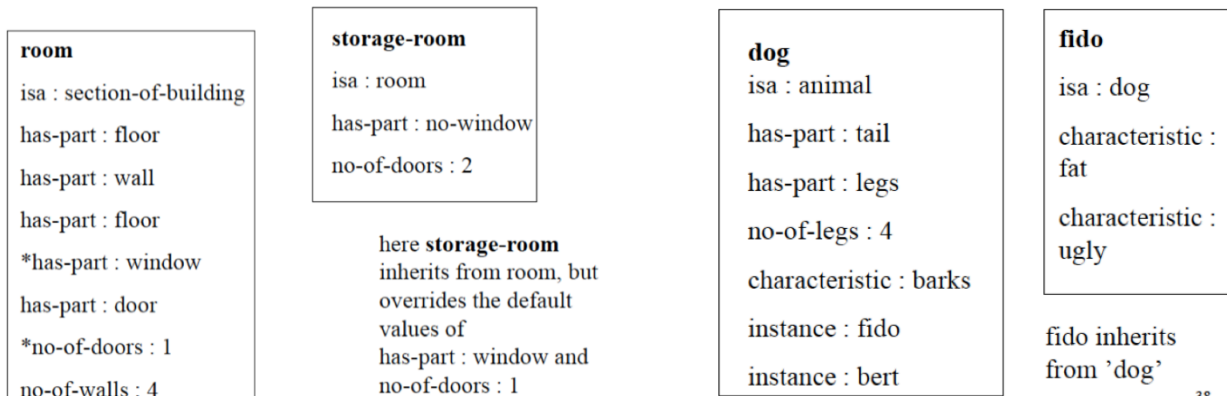 room
isa : section-of-building
has-part : floor
has-part : wall
has-part : floor
*has-part : window
has-part : door
*no-of-doors : 1
no-of-walls : 4
storage-room
isa : room
has-part : no-window
no-of-doors : 2
here storage-room
inherits from room, but
overrides the default
values of
has-part : window and
no-of-doors : 1
dog
isa : animal
has-part : tail
has-part : legs
no-of-legs : 4
characteristic : barks
instance : fido
instance : bert
fido
isa : dog
characteristic :
fat
characteristic :
ugly
fido inherits
from ’dog’
38